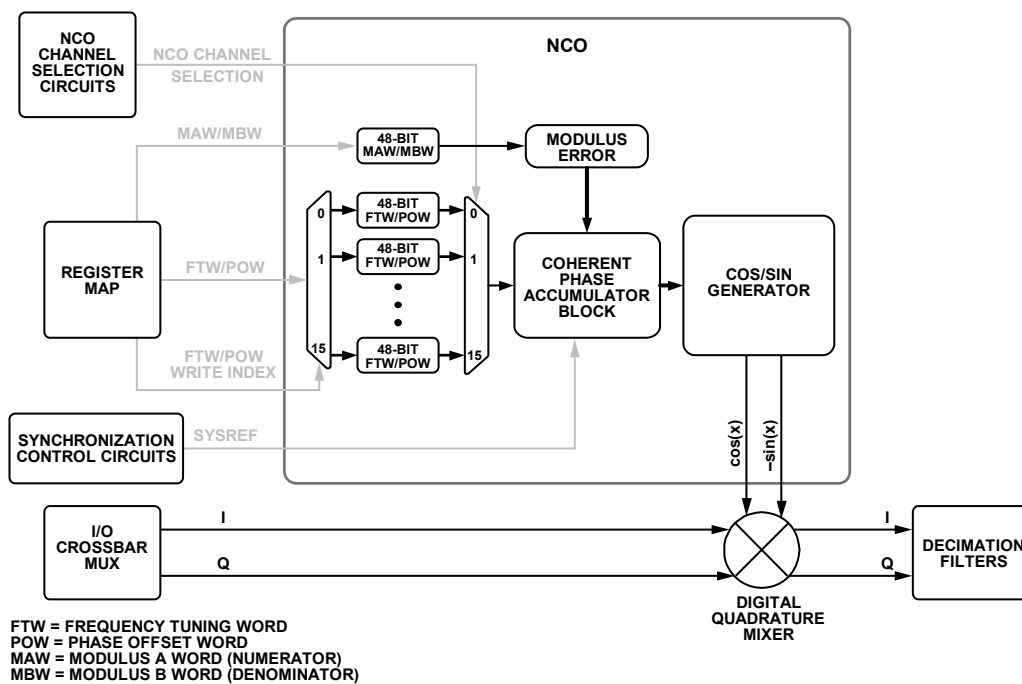 NCO
CHANNEL
SELECTION
CIRCUITS
NCO CHANNEL
SELECTION
NCO
MAW/MBW
48-BIT
MAW/MBW
MODULUS
ERROR
REGISTER
MAP
FTW/POW
0
1
15
48-BIT
FTW/POW
48-BIT
FTW/POW
48-BIT
FTW/POW
0
1
15
COHERENT
PHASE
ACCUMULATOR
BLOCK
COS/SIN
GENERATOR
FTW/POW
WRITE INDEX
SYNCHRONIZATION
CONTROL CIRCUITS
SYSREF
cos(x)
–sin(x)
I/O
CROSSBAR
MUX
I
Q
I
Q
DECIMATION
FILTERS
DIGITAL
QUADRATURE
MIXER
FTW = FREQUENCY TUNING WORD
POW = PHASE OFFSET WORD
MAW = MODULUS A WORD (NUMERATOR)
MBW = MODULUS B WORD (DENOMINATOR)